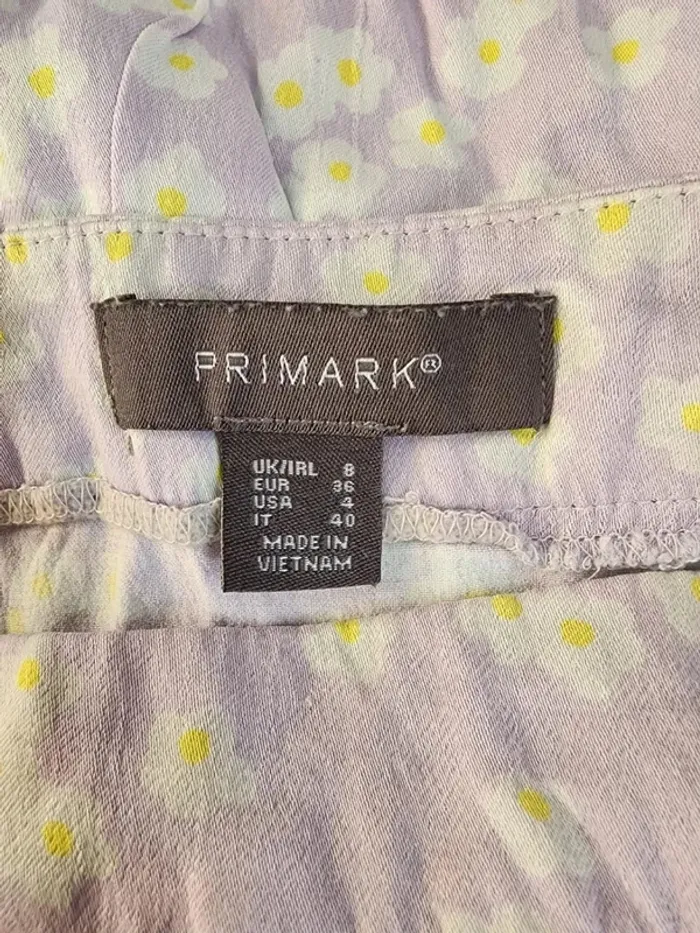 PRIMARK®
UK/IRL 8
EUR 36
USA 4
IT 40
MADE IN
VIETNAM